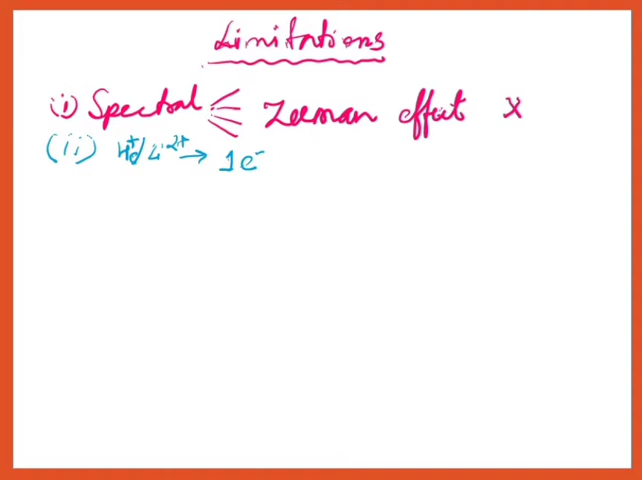 Limitations
(i) Spectral Zeeman effect X
(ii) He+/Li2+ → 1e-